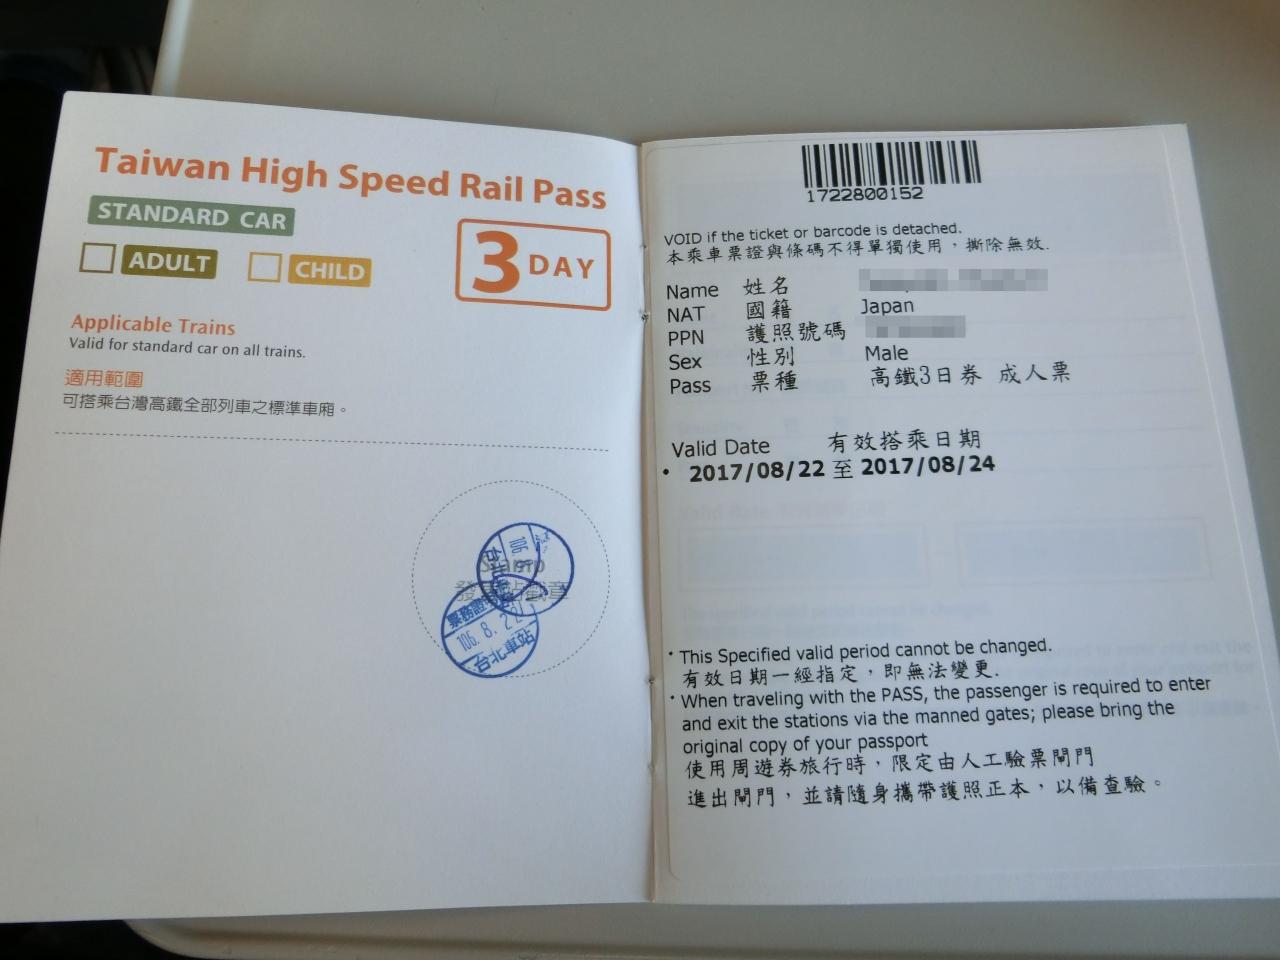 Taiwan High Speed Rail Pass
STANDARD CAR
ADULT
CHILD
3 DAY
Applicable Trains
Valid for standard car on all trains.
適用範圍
可搭乘台灣高鐵全部列車之標準車廂。
Stamp
票務
106.8.22
台北車站
1722800152
VOID if the ticket or barcode is detached.
本乘車票證與條碼不得單獨使用，撕除無效.
Name 姓名
NAT 國籍 Japan
PPN 護照號碼
Sex 性別 Male
Pass 票種 高鐵3日券 成人票
Valid Date 有效搭乘日期
• 2017/08/22 至 2017/08/24
• This Specified valid period cannot be changed.
有效日期一經指定，即無法變更.
• When traveling with the PASS, the passenger is required to enter
and exit the stations via the manned gates; please bring the
original copy of your passport
使用周遊券旅行時，限定由人工驗票閘門
進出閘門，並請隨身攜帶護照正本，以備查驗。